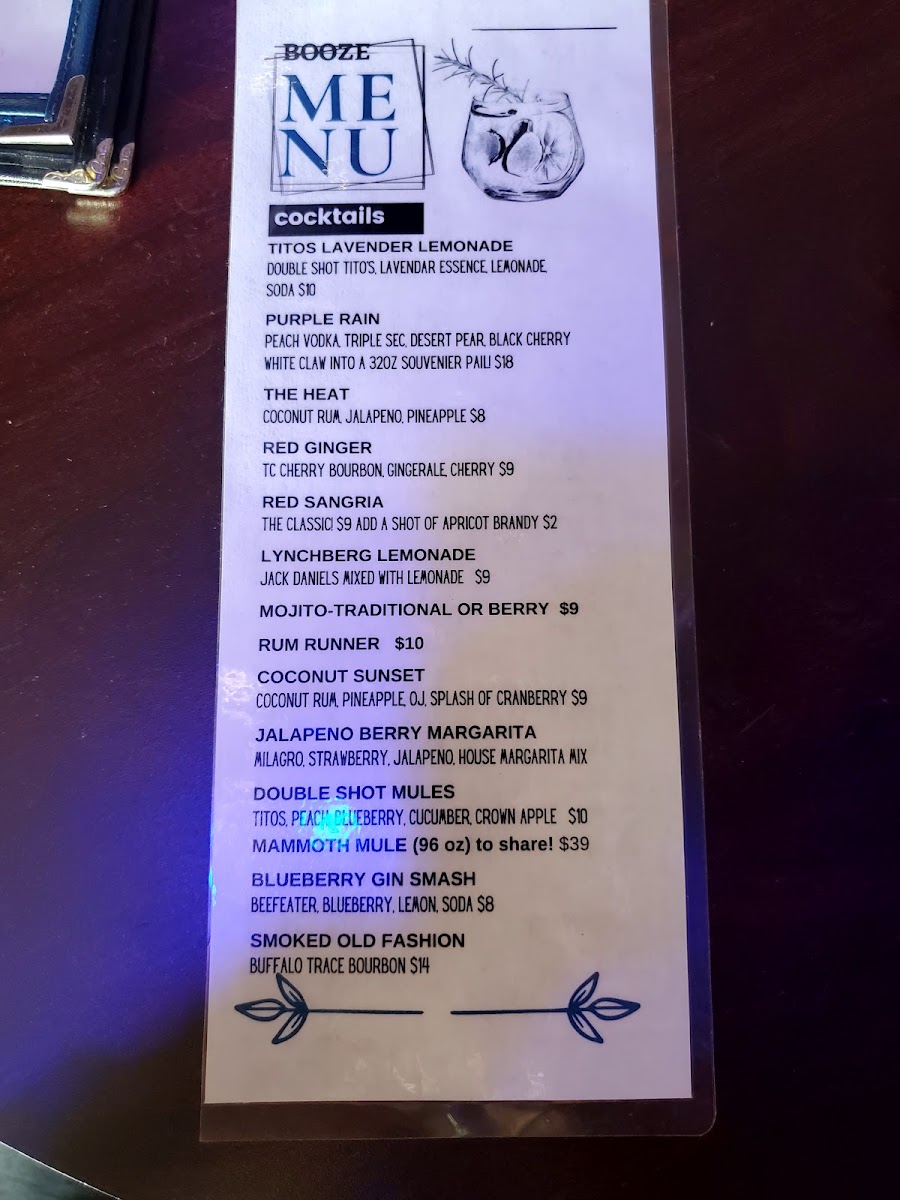 BOOZE
ME
NU
cocktails
TITOS LAVENDER LEMONADE
DOUBLE SHOT TITO'S, LAVENDAR ESSENCE, LEMONADE,
SODA $10
PURPLE RAIN
PEACH VODKA, TRIPLE SEC, DESERT PEAR, BLACK CHERRY
WHITE CLAW INTO A 32OZ SOUVENIER PAIL! $18
THE HEAT
COCONUT RUM, JALAPENO, PINEAPPLE $8
RED GINGER
TC CHERRY BOURBON, GINGERALE, CHERRY $9
RED SANGRIA
THE CLASSIC! $9 ADD A SHOT OF APRICOT BRANDY $2
LYNCHBERG LEMONADE
JACK DANIELS MIXED WITH LEMONADE $9
MOJITO-TRADITIONAL OR BERRY $9
RUM RUNNER $10
COCONUT SUNSET
COCONUT RUM, PINEAPPLE, OJ, SPLASH OF CRANBERRY $9
JALAPENO BERRY MARGARITA
MILAGRO, STRAWBERRY, JALAPENO, HOUSE MARGARITA MIX
DOUBLE SHOT MULES
TITOS, PEACH, BLUEBERRY, CUCUMBER, CROWN APPLE $10
MAMMOTH MULE (96 oz) to share! $39
BLUEBERRY GIN SMASH
BEEFEATER, BLUEBERRY, LEMON, SODA $8
SMOKED OLD FASHION
BUFFALO TRACE BOURBON $14